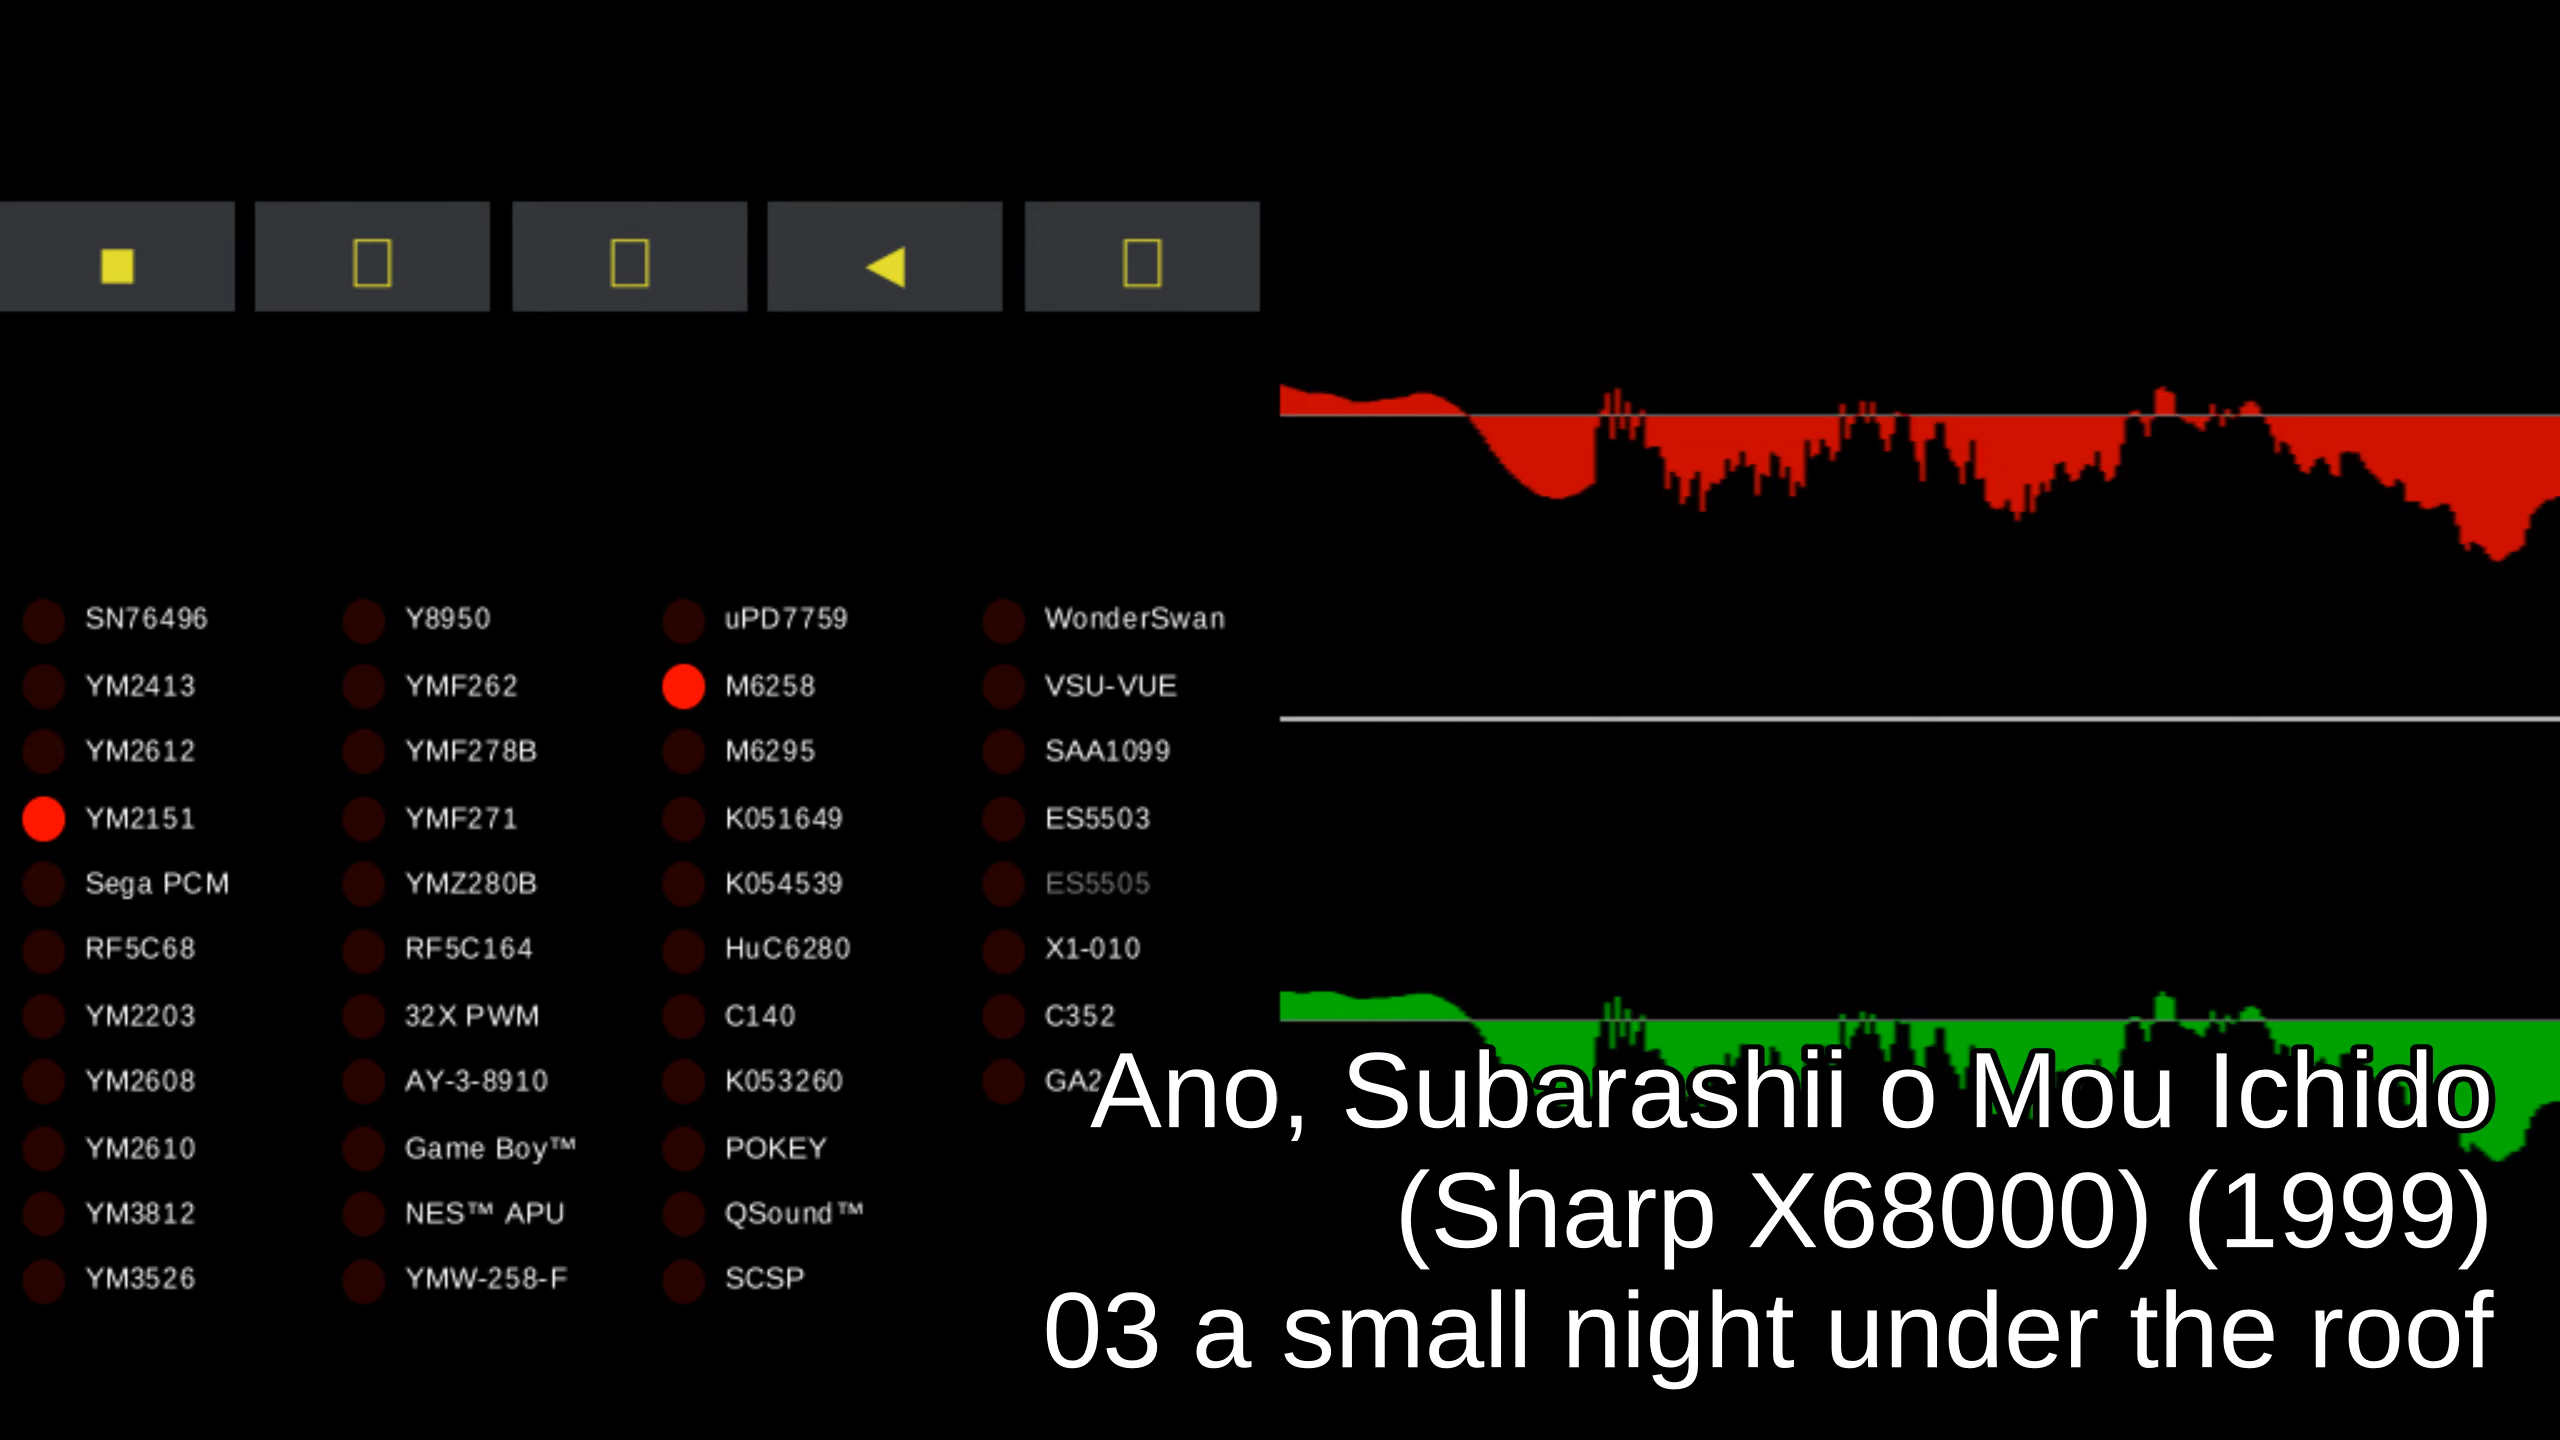 SN76496
YM2413
YM2612
YM2151
Sega PCM
RF5C68
YM2203
YM2608
YM2610
YM3812
YM3526
Y8950
YMF262
YMF278B
YMF271
YMZ280B
RF5C164
32X PWM
AY-3-8910
Game Boy™
NES™ APU
YMW-258-F
uPD7759
M6258
M6295
K051649
K054539
HuC6280
C140
K053260
POKEY
QSound™
SCSP
WonderSwan
VSU-VUE
SAA1099
ES5503
ES5505
X1-010
C352
Ano, Subarashii o Mou Ichido
(Sharp X68000) (1999)
03 a small night under the roof